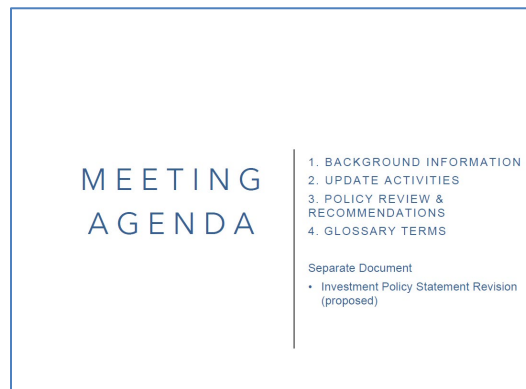 MEETING
AGENDA
1. BACKGROUND INFORMATION
2. UPDATE ACTIVITIES
3. POLICY REVIEW &
RECOMMENDATIONS
4. GLOSSARY TERMS
Separate Document
• Investment Policy Statement Revision
(proposed)